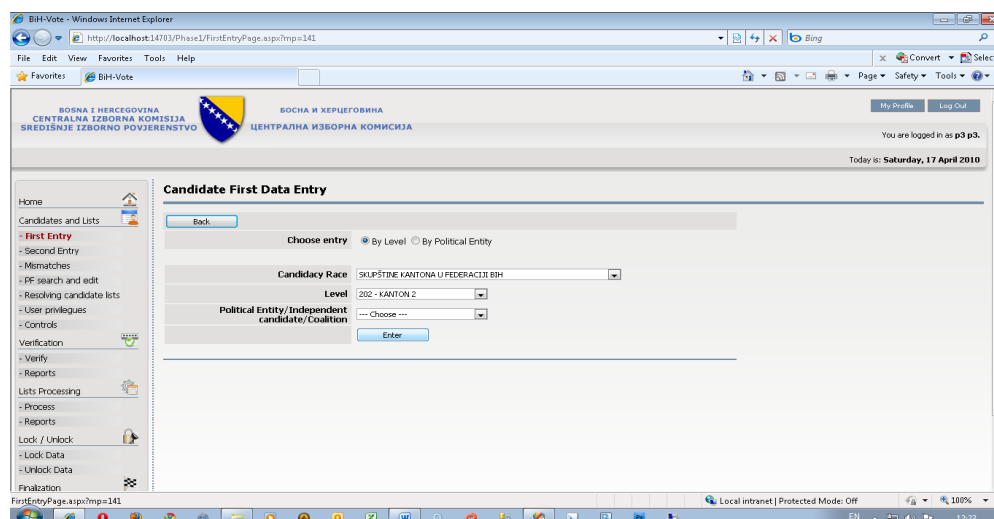 BiH-Vote - Windows Internet Explorer
http://localhost:14703/Phase1/FirstEntryPage.aspx?mp=141
Bing
File Edit View Favorites Tools Help
Convert Selec
Favorites BiH-Vote
Page Safety Tools
BOSNA I HERCEGOVINA
CENTRALNA IZBORNA KOMISIJA
SREDIŠNJE IZBORNO POVJERENSTVO
БОСНА И ХЕРЦЕГОВИНА
ЦЕНТРАЛНА ИЗБОРНА КОМИСИЈА
My Profile Log Out
You are logged in as p3 p3.
Today is: Saturday, 17 April 2010
Home
Candidates and Lists
- First Entry
- Second Entry
- Mismatches
- PF search and edit
- Resolving candidate lists
- User privilegues
- Controls
Verification
- Verify
- Reports
Lists Processing
- Process
- Reports
Lock / Unlock
- Lock Data
- Unlock Data
Finalization
Candidate First Data Entry
Back
Choose entry By Level By Political Entity
Candidacy Race SKUPŠTINE KANTONA U FEDERACIJI BIH
Level 202 - KANTON 2
Political Entity/Independent
candidate/Coalition --- Choose ---
Enter
FirstEntryPage.aspx?mp=141
Local intranet | Protected Mode: Off
100%
EN
12:23